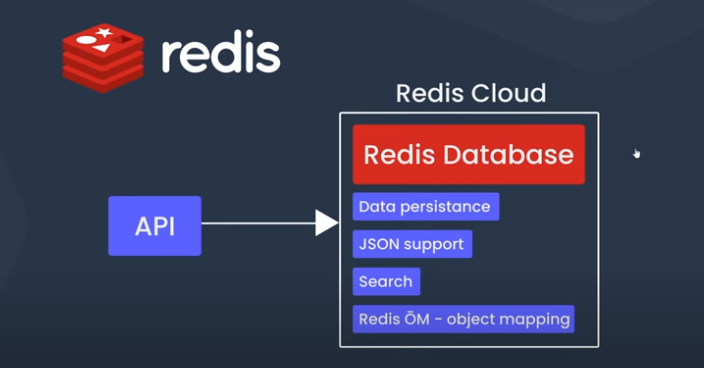 redis
Redis Cloud
Redis Database
API
Data persistance
JSON support
Search
Redis ŌM - object mapping